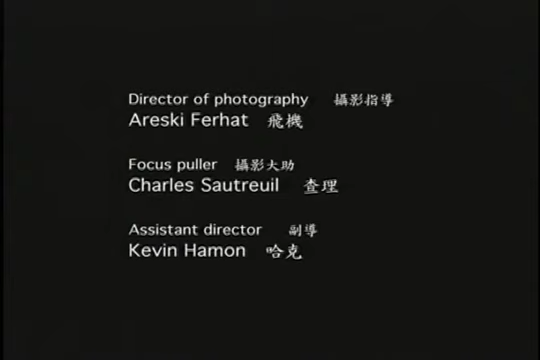 Director of photography 攝影指導
Areski Ferhat 飛機
Focus puller 攝影大助
Charles Sautreuil 查理
Assistant director 副導
Kevin Hamon 哈克